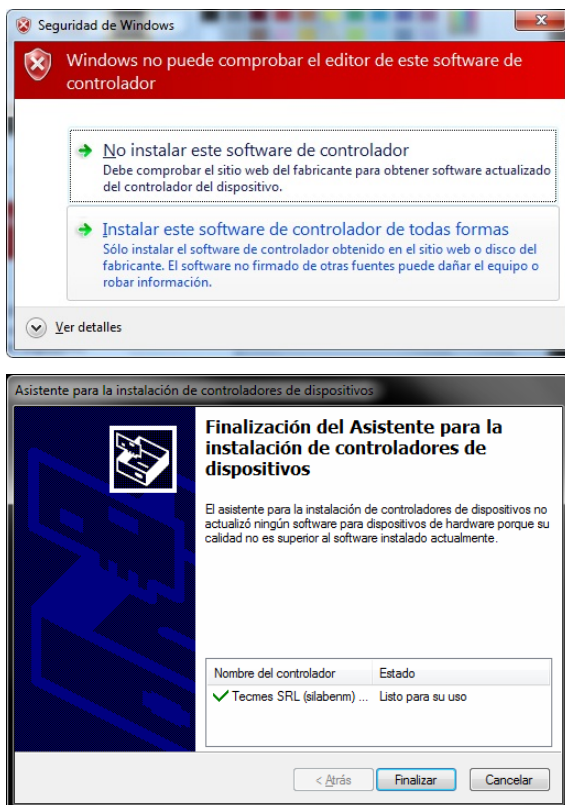 Seguridad de Windows
Windows no puede comprobar el editor de este software de
controlador
No instalar este software de controlador
Debe comprobar el sitio web del fabricante para obtener software actualizado
del controlador del dispositivo.
Instalar este software de controlador de todas formas
Sólo instalar el software de controlador obtenido en el sitio web o disco del
fabricante. El software no firmado de otras fuentes puede dañar el equipo o
robar información.
Ver detalles
Asistente para la instalación de controladores de dispositivos
Finalización del Asistente para la
instalación de controladores de
dispositivos
El asistente para la instalación de controladores de dispositivos no
actualizó ningún software para dispositivos de hardware porque su
calidad no es superior al software instalado actualmente.
Nombre del controlador Estado
Tecmes SRL (silabenm) ... Listo para su uso
< Atrás Finalizar Cancelar